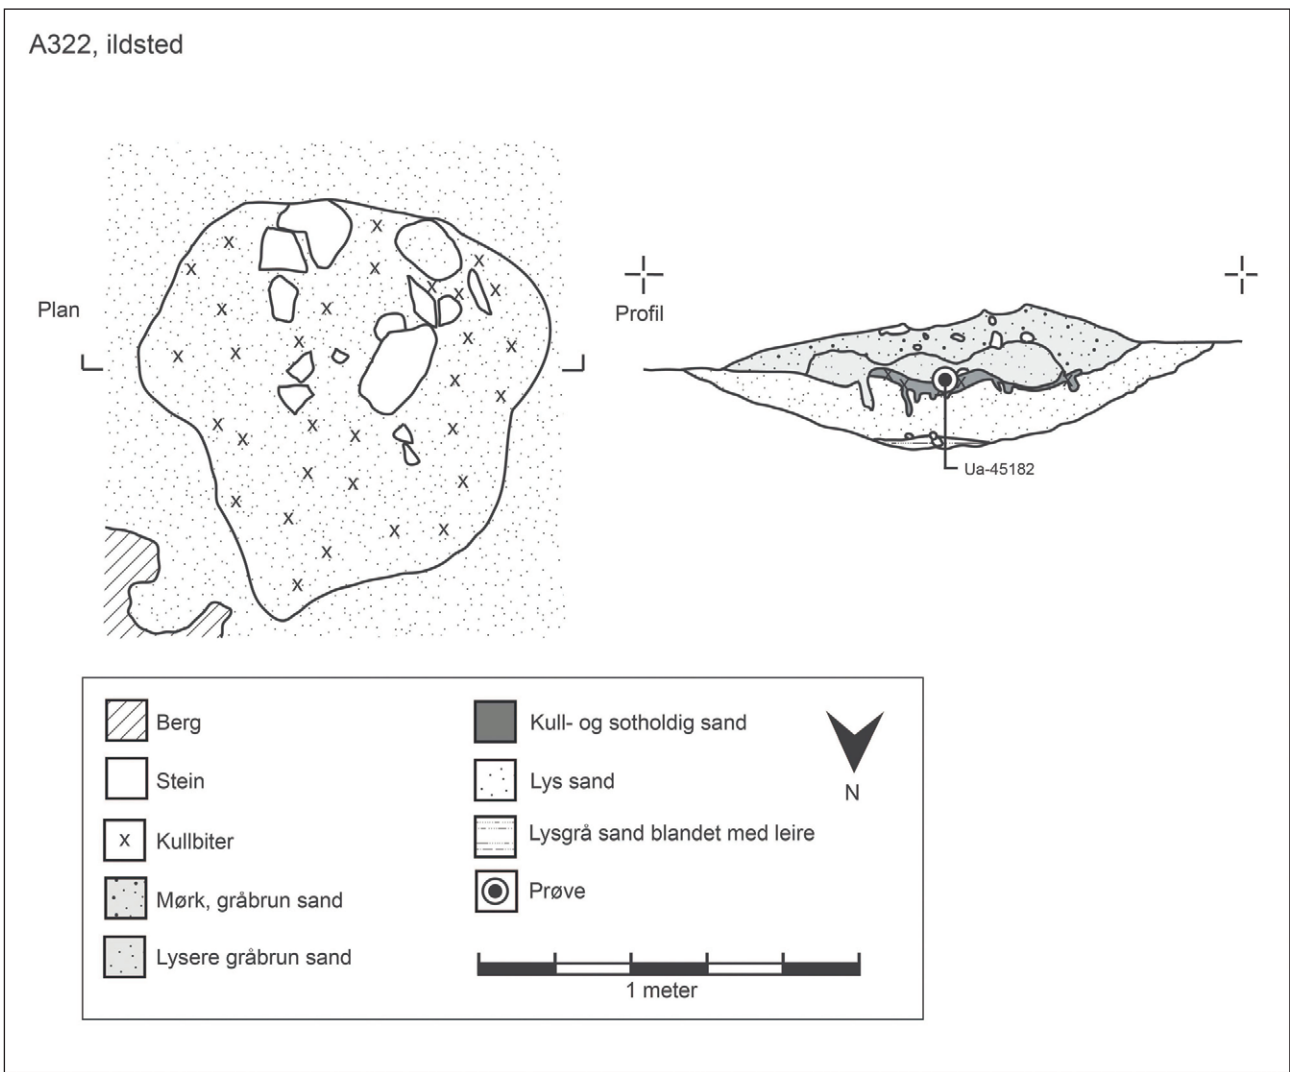 A322, ildsted
Plan
Profil
Ua-45182
Berg
Stein
x Kullbiter
Mørk, gråbrun sand
Lysere gråbrun sand
Kull- og sotholdig sand
Lys sand
Lysgrå sand blandet med leire
Prøve
N
1 meter